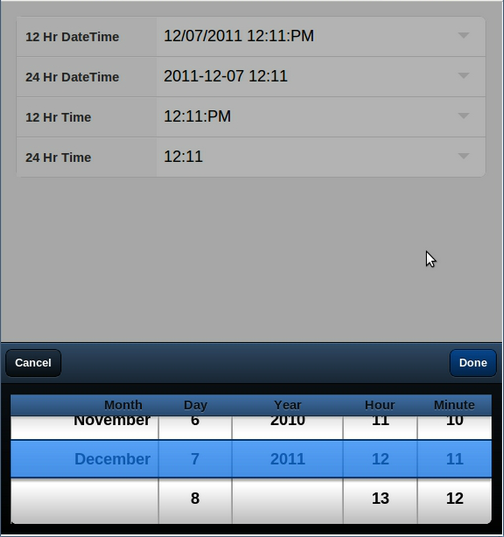 12 Hr DateTime 12/07/2011 12:11:PM
24 Hr DateTime 2011-12-07 12:11
12 Hr Time 12:11:PM
24 Hr Time 12:11
Cancel Done
Month Day Year Hour Minute
November 6 2010 11 10
December 7 2011 12 11
8 13 12